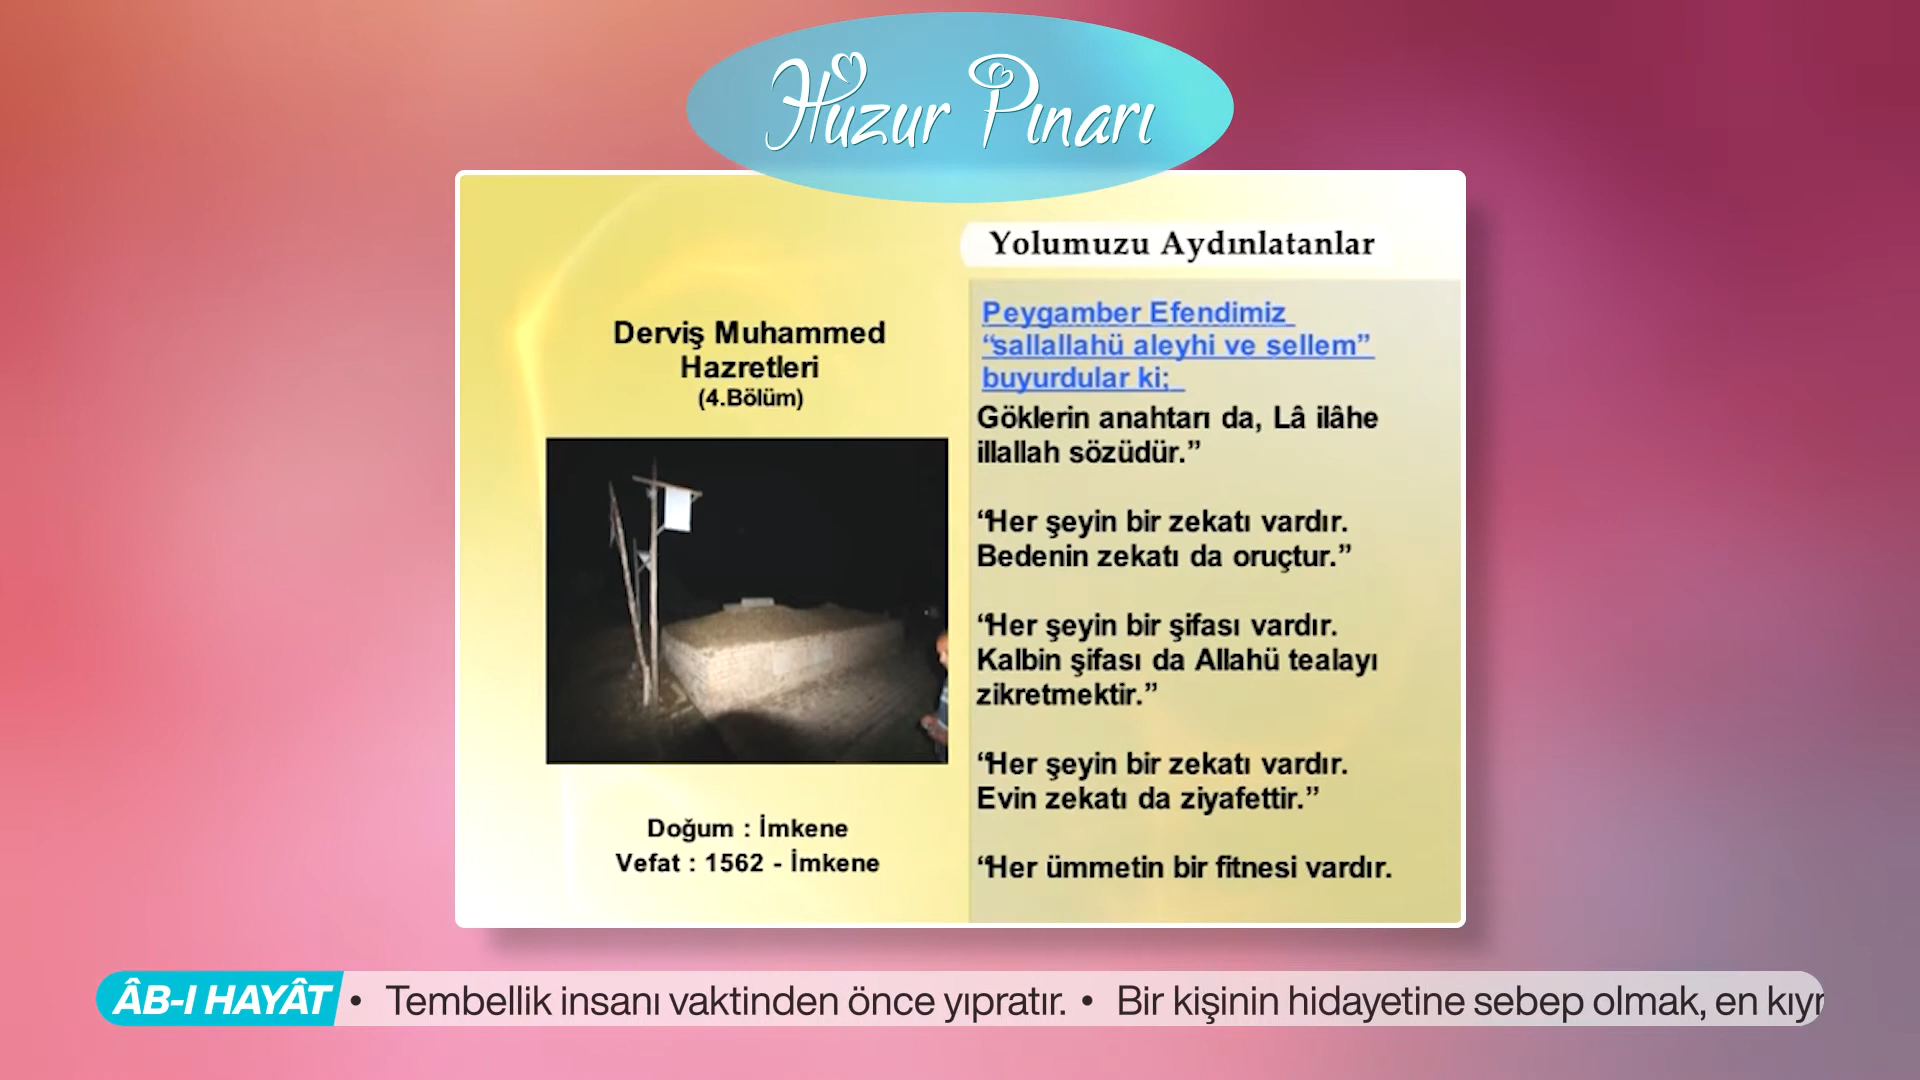 Huzur Pınarı
Yolumuzu Aydınlatanlar
Derviş Muhammed
Hazretleri
(4.Bölüm)
Doğum : İmkene
Vefat : 1562 - İmkene
Peygamber Efendimiz
“sallallahü aleyhi ve sellem”
buyurdular ki;
Göklerin anahtarı da, Lâ ilâhe
illallah sözüdür.”
“Her şeyin bir zekatı vardır.
Bedenin zekatı da oruçtur.”
“Her şeyin bir şifası vardır.
Kalbin şifası da Allahü tealayı
zikretmektir.”
“Her şeyin bir zekatı vardır.
Evin zekatı da ziyafettir.”
“Her ümmetin bir fitnesi vardır.
ÂB-I HAYÂT • Tembellik insanı vaktinden önce yıpratır. • Bir kişinin hidayetine sebep olmak, en